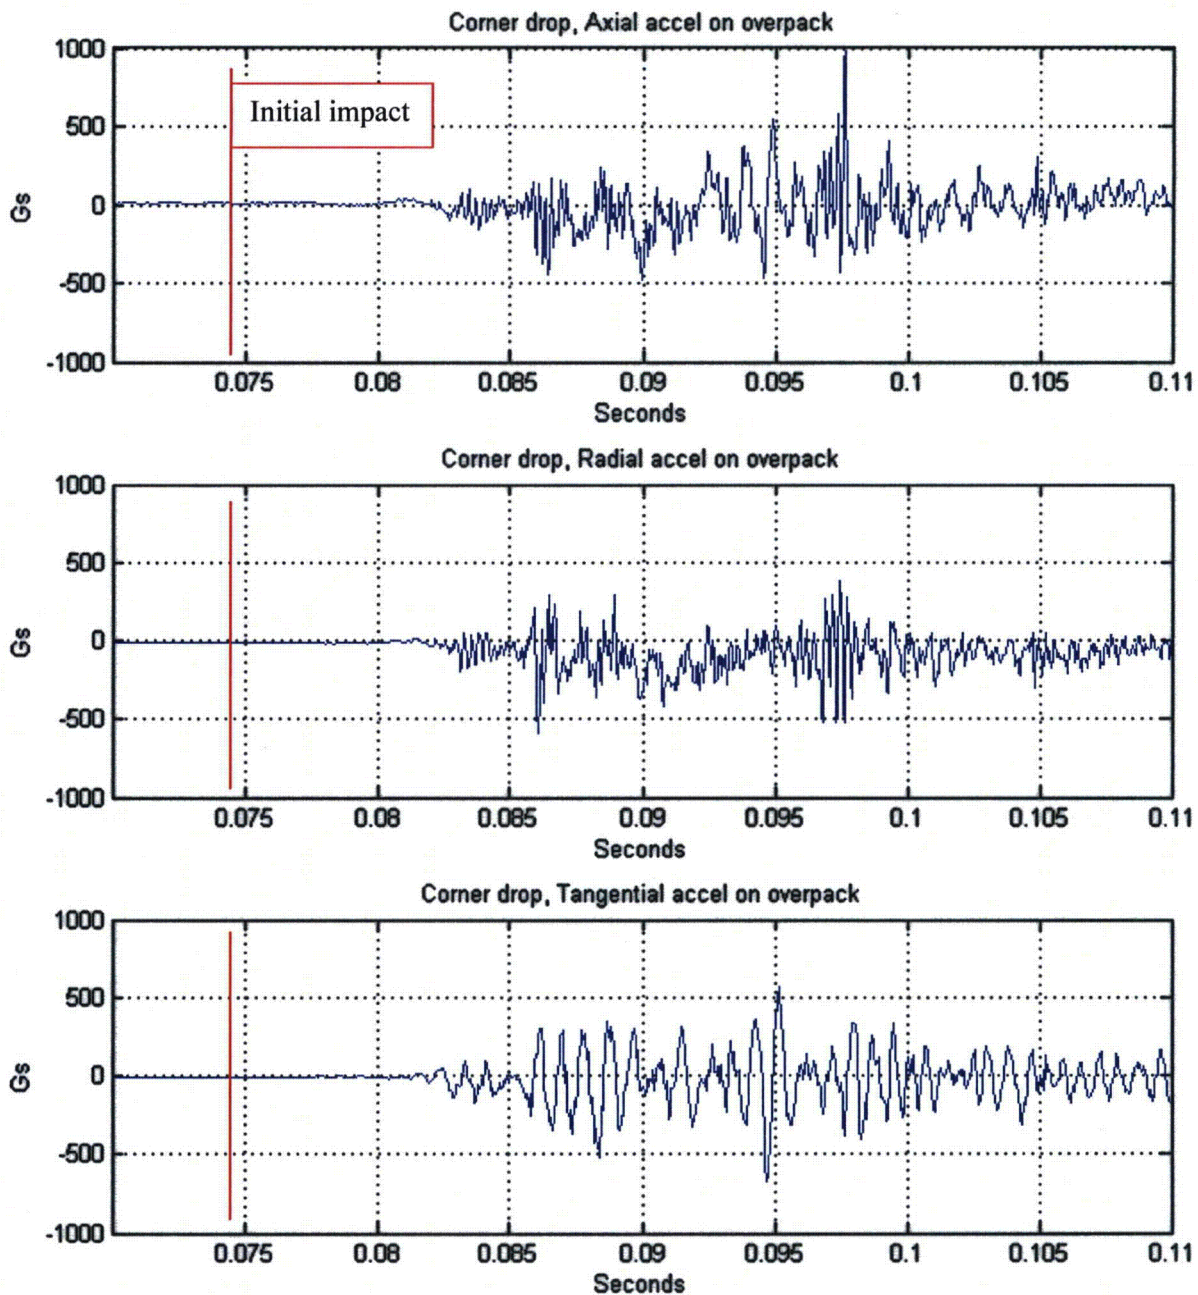 Corner drop, Axial accel on overpack
1000
Initial impact
500
Gs
0
-500
-1000
0.075 0.08 0.085 0.09 0.095 0.1 0.105 0.11
Seconds
Corner drop, Radial accel on overpack
1000
500
Gs
0
-500
-1000
0.075 0.08 0.085 0.09 0.095 0.1 0.105 0.11
Seconds
Corner drop, Tangential accel on overpack
1000
500
Gs
0
-500
-1000
0.075 0.08 0.085 0.09 0.095 0.1 0.105 0.11
Seconds